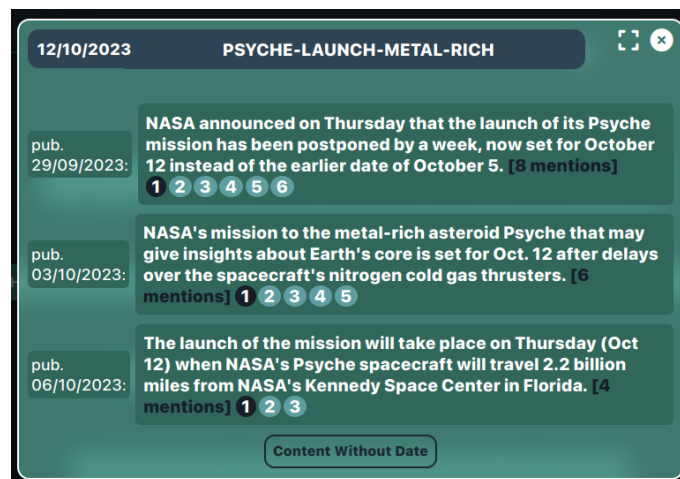 12/10/2023 PSYCHE-LAUNCH-METAL-RICH
pub.
29/09/2023:
NASA announced on Thursday that the launch of its Psyche
mission has been postponed by a week, now set for October
12 instead of the earlier date of October 5. [8 mentions]
1 2 3 4 5 6
pub.
03/10/2023:
NASA's mission to the metal-rich asteroid Psyche that may
give insights about Earth's core is set for Oct. 12 after delays
over the spacecraft's nitrogen cold gas thrusters. [6
mentions] 1 2 3 4 5
pub.
06/10/2023:
The launch of the mission will take place on Thursday (Oct
12) when NASA's Psyche spacecraft will travel 2.2 billion
miles from NASA's Kennedy Space Center in Florida. [4
mentions] 1 2 3
Content Without Date